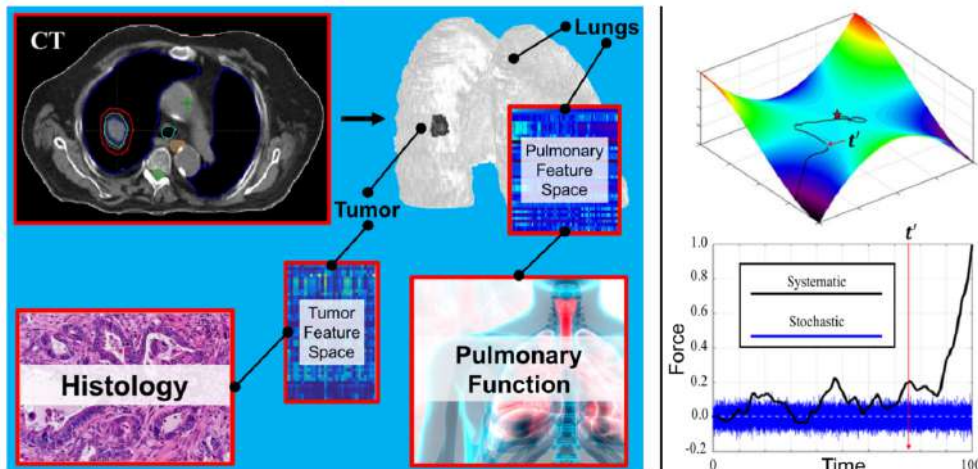 CT
Lungs
Pulmonary
Feature
Space
Tumor
Tumor
Feature
Space
Histology
Pulmonary
Function
t'
t'
Systematic
Stochastic
Force
1.0
0.8
0.6
0.4
0.2
0.0
-0.2
0
Time